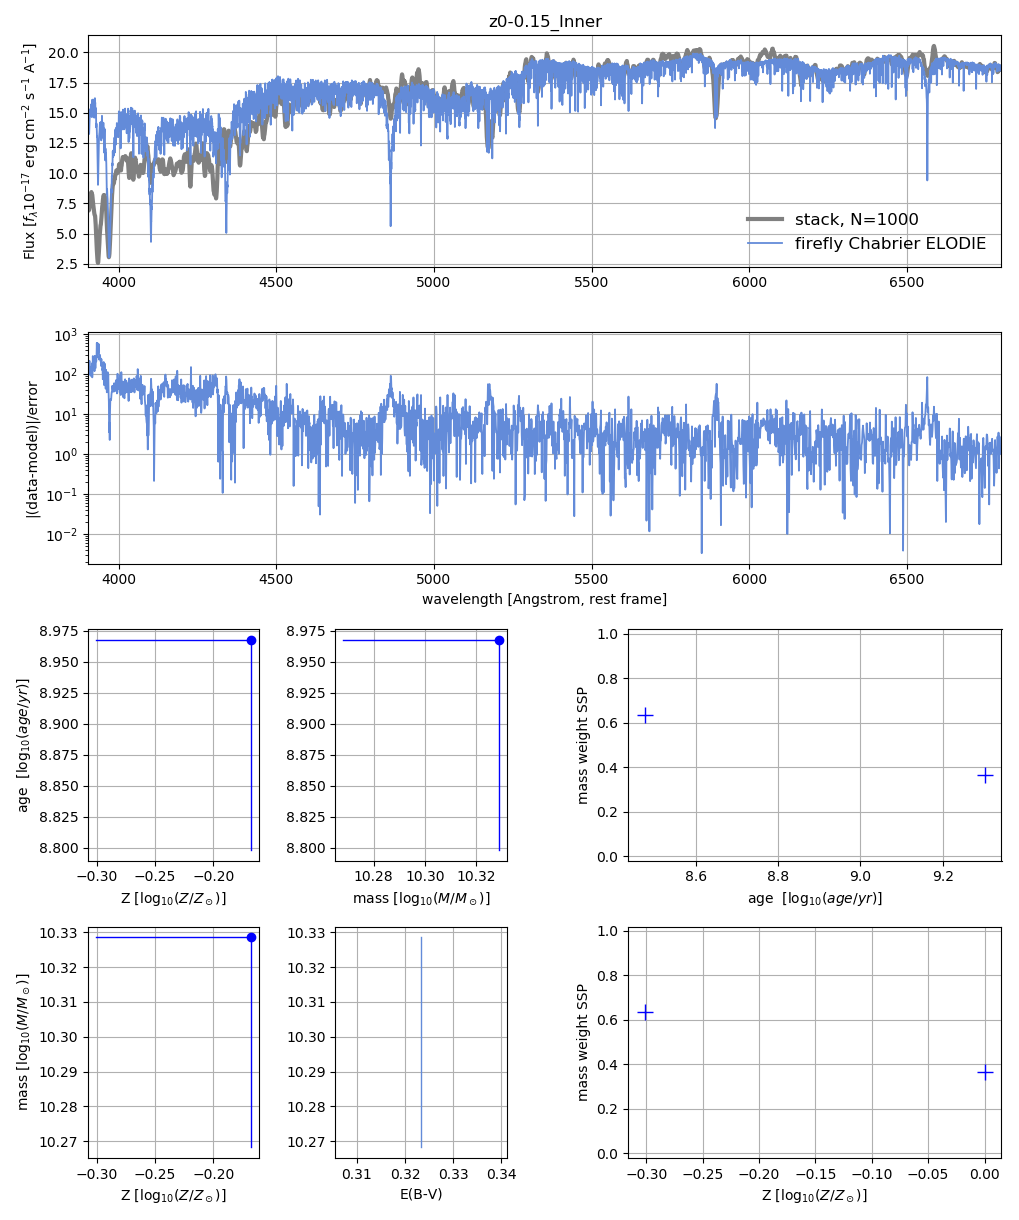 z0-0.15_Inner
Flux [$f_\lambda 10^{-17}$ erg cm$^{-2}$ s$^{-1}$ A$^{-1}$]
20.0
17.5
15.0
12.5
10.0
7.5
5.0
2.5
stack, N=1000
firefly Chabrier ELODIE
4000 4500 5000 5500 6000 6500
|(data-model)|/error
10³
10²
10¹
10⁰
10⁻¹
10⁻²
4000 4500 5000 5500 6000 6500
wavelength [Angstrom, rest frame]
age [log₁₀(age/yr)]
8.975
8.950
8.925
8.900
8.875
8.850
8.825
8.800
−0.30 −0.25 −0.20
Z [log₁₀(Z/Z⊙)]
8.975
8.950
8.925
8.900
8.875
8.850
8.825
8.800
10.28 10.30 10.32
mass [log₁₀(M/M⊙)]
mass weight SSP
1.0
0.8
0.6
0.4
0.2
0.0
8.6 8.8 9.0 9.2
age [log₁₀(age/yr)]
mass [log₁₀(M/M⊙)]
10.33
10.32
10.31
10.30
10.29
10.28
10.27
−0.30 −0.25 −0.20
Z [log₁₀(Z/Z⊙)]
10.33
10.32
10.31
10.30
10.29
10.28
10.27
0.31 0.32 0.33 0.34
E(B-V)
mass weight SSP
1.0
0.8
0.6
0.4
0.2
0.0
−0.30 −0.25 −0.20 −0.15 −0.10 −0.05 0.00
Z [log₁₀(Z/Z⊙)]